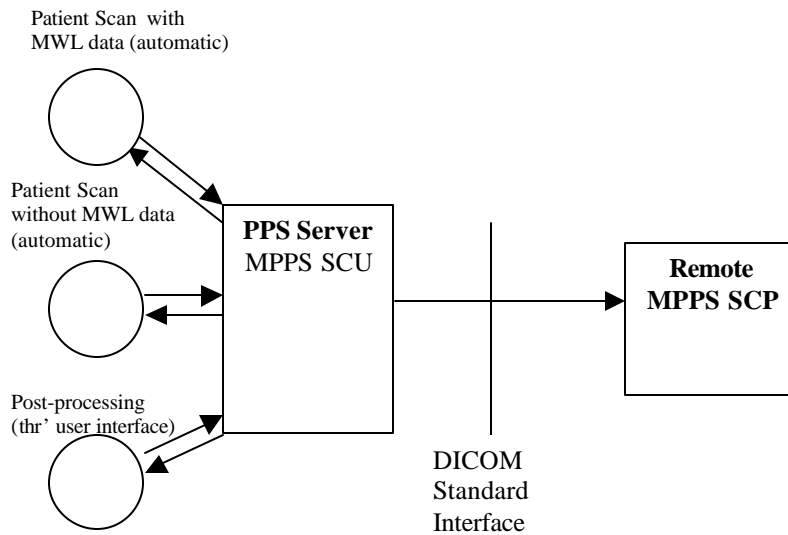 Patient Scan with
MWL data (automatic)
Patient Scan
without MWL data
(automatic)
PPS Server
MPPS SCU
Remote
MPPS SCP
Post-processing
(thr' user interface)
DICOM
Standard
Interface